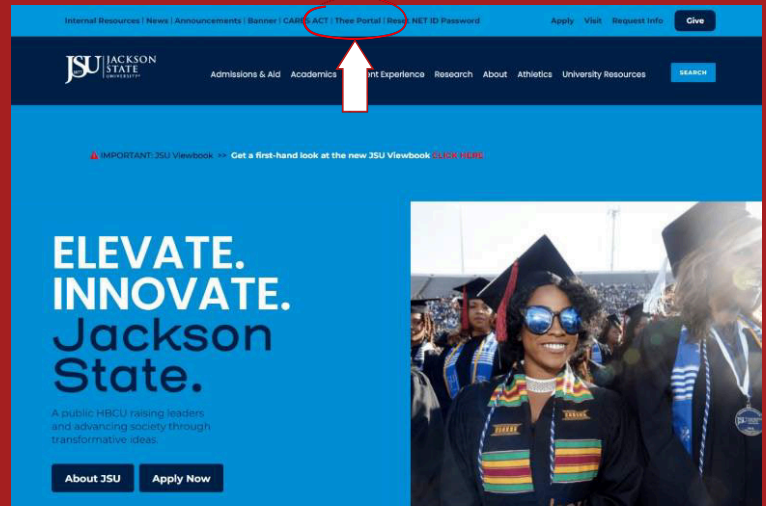 Internal Resources | News | Announcements | Banner | CARES ACT | Thee Portal | Reset NET ID Password
Apply Visit Request Info Give
JSU JACKSON
STATE
UNIVERSITY
Admissions & Aid Academics ent Experience Research About Athletics University Resources SEARCH
IMPORTANT: JSU Viewbook >> Get a first-hand look at the new JSU Viewbook CLICK HERE
ELEVATE.
INNOVATE.
Jackson
State.
A public HBCU raising leaders
and advancing society through
transformative ideas.
About JSU Apply Now